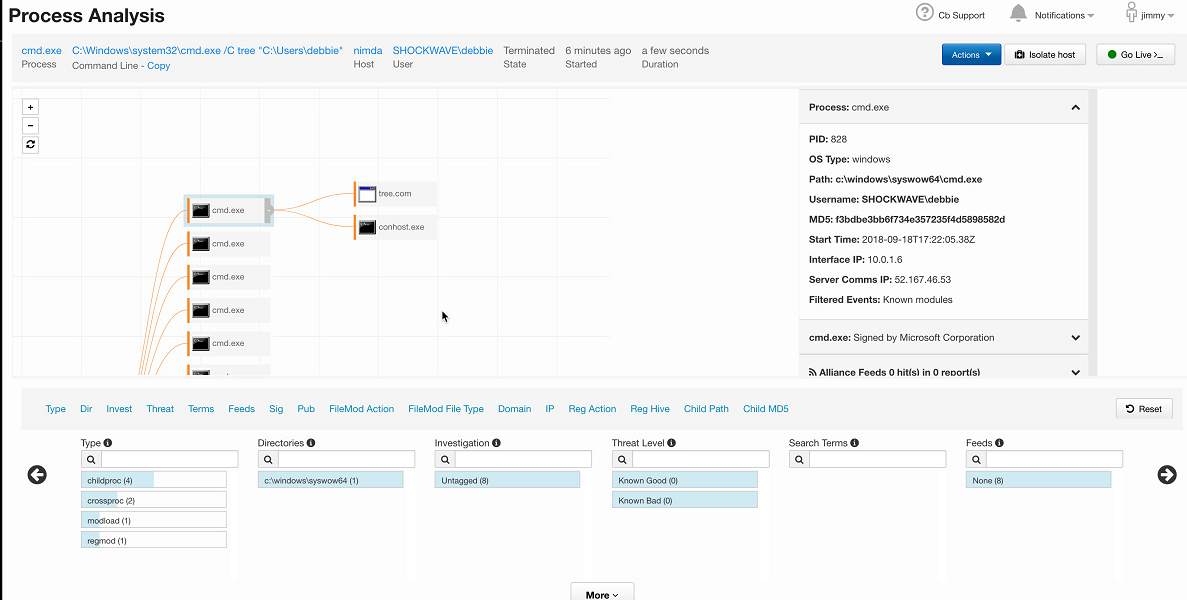 Process Analysis
Cb Support
Notifications
jimmy
cmd.exe C:\Windows\system32\cmd.exe /C tree "C:\Users\debbie" nimda SHOCKWAVE\debbie Terminated 6 minutes ago a few seconds
Process Command Line - Copy Host User State Started Duration
Actions
Isolate host
Go Live >_
+
−
cmd.exe
tree.com
conhost.exe
cmd.exe
cmd.exe
cmd.exe
cmd.exe
Process: cmd.exe
PID: 828
OS Type: windows
Path: c:\windows\syswow64\cmd.exe
Username: SHOCKWAVE\debbie
MD5: f3bdbe3bb6f734e357235f4d5898582d
Start Time: 2018-09-18T17:22:05.38Z
Interface IP: 10.0.1.6
Server Comms IP: 52.167.46.53
Filtered Events: Known modules
cmd.exe: Signed by Microsoft Corporation
Alliance Feeds 0 hit(s) in 0 report(s)
Type Dir Invest Threat Terms Feeds Sig Pub FileMod Action FileMod File Type Domain IP Reg Action Reg Hive Child Path Child MD5
Reset
Type
childproc (4)
crossproc (2)
modload (1)
regmod (1)
Directories
c:\windows\syswow64 (1)
Investigation
Untagged (8)
Threat Level
Known Good (0)
Known Bad (0)
Search Terms
Feeds
None (8)
More